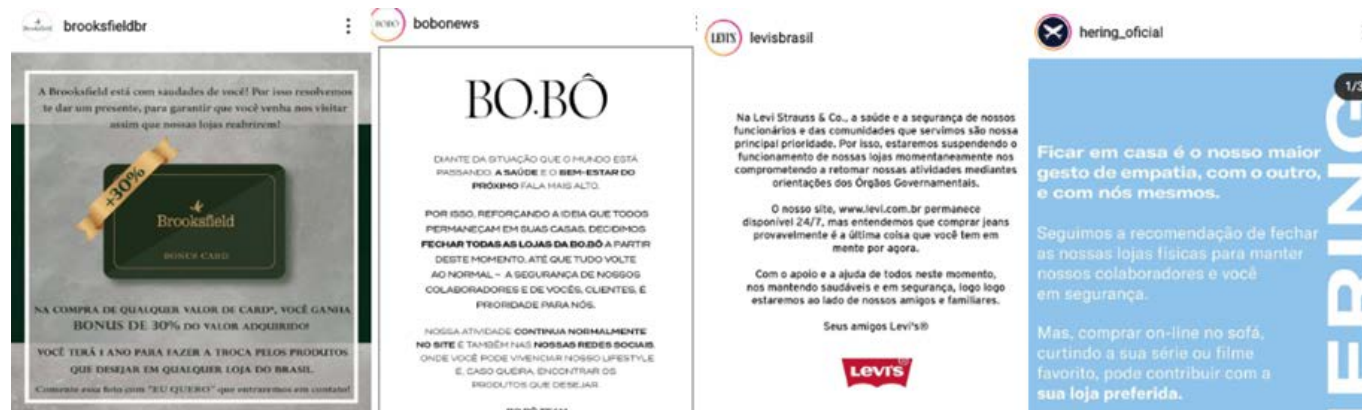 brooksfieldbr
A Brooksfield está com saudades de você! Por isso resolvemos
te dar um presente, para garantir que você venha nos visitar
assim que nossas lojas reabrirem!
+30%
Brooksfield
BONUS CARD
NA COMPRA DE QUALQUER VALOR DE CARD*, VOCÊ GANHA
BONUS DE 30% DO VALOR ADQUIRIDO!
VOCÊ TERÁ 1 ANO PARA FAZER A TROCA PELOS PRODUTOS
QUE DESEJAR EM QUALQUER LOJA DO BRASIL.
Comente essa foto com "EU QUERO" que entraremos em contato!
BO.BÔ
bobonews
BO.BÔ
DIANTE DA SITUAÇÃO QUE O MUNDO ESTÁ
PASSANDO, A SAÚDE E O BEM-ESTAR DO
PRÓXIMO FALA MAIS ALTO.
POR ISSO, REFORÇANDO A IDEIA QUE TODOS
PERMANEÇAM EM SUAS CASAS, DECIDIMOS
FECHAR TODAS AS LOJAS DA BO.BÔ A PARTIR
DESTE MOMENTO, ATÉ QUE TUDO VOLTE
AO NORMAL – A SEGURANÇA DE NOSSOS
COLABORADORES E DE VOCÊS, CLIENTES, É
PRIORIDADE PARA NÓS.
NOSSA ATIVIDADE CONTINUA NORMALMENTE
NO SITE E TAMBÉM NAS NOSSAS REDES SOCIAIS,
ONDE VOCÊ PODE VIVENCIAR NOSSO LIFESTYLE
E, CASO QUEIRA, ENCONTRAR OS
PRODUTOS QUE DESEJAR.
LEVI'S
levisbrasil
Na Levi Strauss & Co., a saúde e a segurança de nossos
funcionários e das comunidades que servimos são nossa
principal prioridade. Por isso, estaremos suspendendo o
funcionamento de nossas lojas momentaneamente nos
comprometendo a retomar nossas atividades mediantes
orientações dos Órgãos Governamentais.
O nosso site, www.levi.com.br permanece
disponível 24/7, mas entendemos que comprar jeans
provavelmente é a última coisa que você tem em
mente por agora.
Com o apoio e a ajuda de todos neste momento,
nos mantendo saudáveis e em segurança, logo logo
estaremos ao lado de nossos amigos e familiares.
Seus amigos Levi's®
LEVI'S
hering_oficial
1/3
Ficar em casa é o nosso maior
gesto de empatia, com o outro,
e com nós mesmos.
Seguimos a recomendação de fechar
as nossas lojas físicas para manter
nossos colaboradores e você
em segurança.
Mas, comprar on-line no sofá,
curtindo a sua série ou filme
favorito, pode contribuir com a
sua loja preferida.
ERING